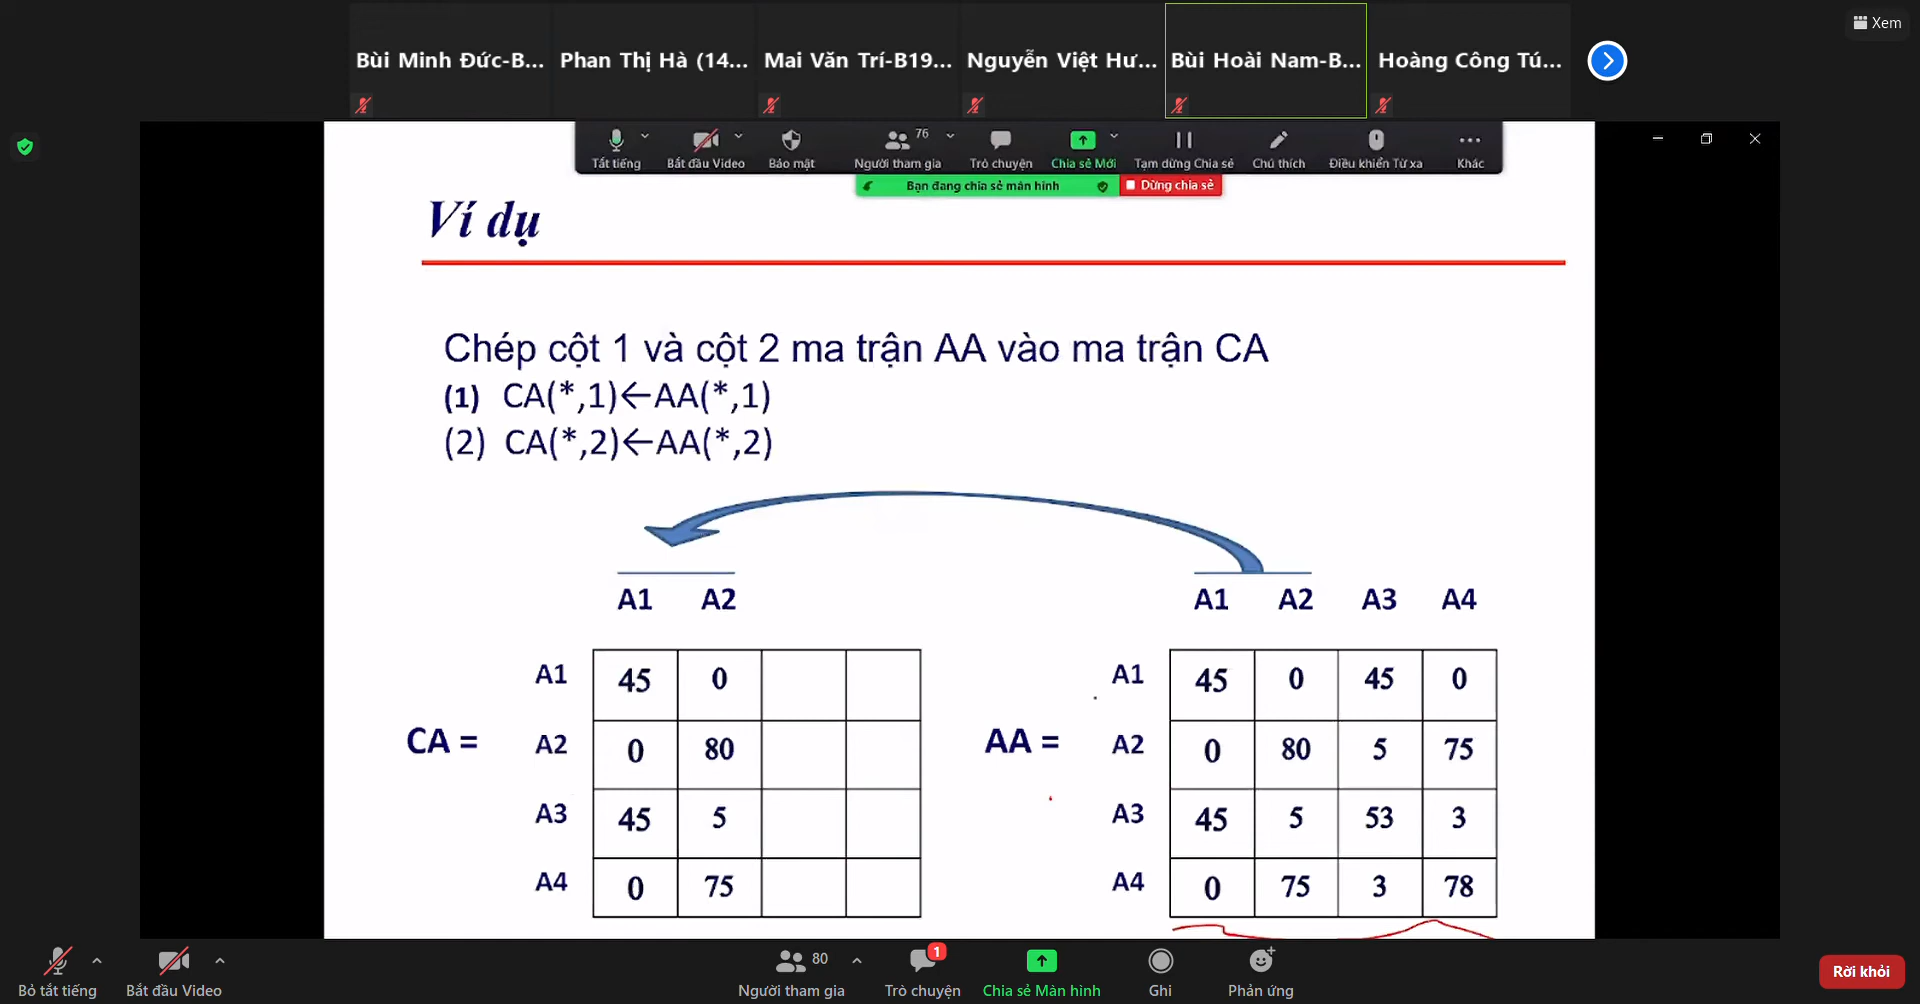 Bùi Minh Đức-B... Phan Thị Hà (14... Mai Văn Trí-B19... Nguyễn Việt Hư... Bùi Hoài Nam-B... Hoàng Công Tú...
Xem
Tắt tiếng Bắt đầu Video Bảo mật Người tham gia 76 Trò chuyện Chia sẻ Mới Tạm dừng Chia sẻ Chú thích Điều khiển Từ xa Khác
Bạn đang chia sẻ màn hình Dừng chia sẻ
Ví dụ
Chép cột 1 và cột 2 ma trận AA vào ma trận CA
(1) CA(*,1)←AA(*,1)
(2) CA(*,2)←AA(*,2)
A1 A2
A1 45 0
CA = A2 0 80
A3 45 5
A4 0 75
A1 A2 A3 A4
A1 45 0 45 0
AA = A2 0 80 5 75
A3 45 5 53 3
A4 0 75 3 78
Bỏ tắt tiếng Bắt đầu Video Người tham gia 80 Trò chuyện 1 Chia sẻ Màn hình Ghi Phản ứng Rời khỏi